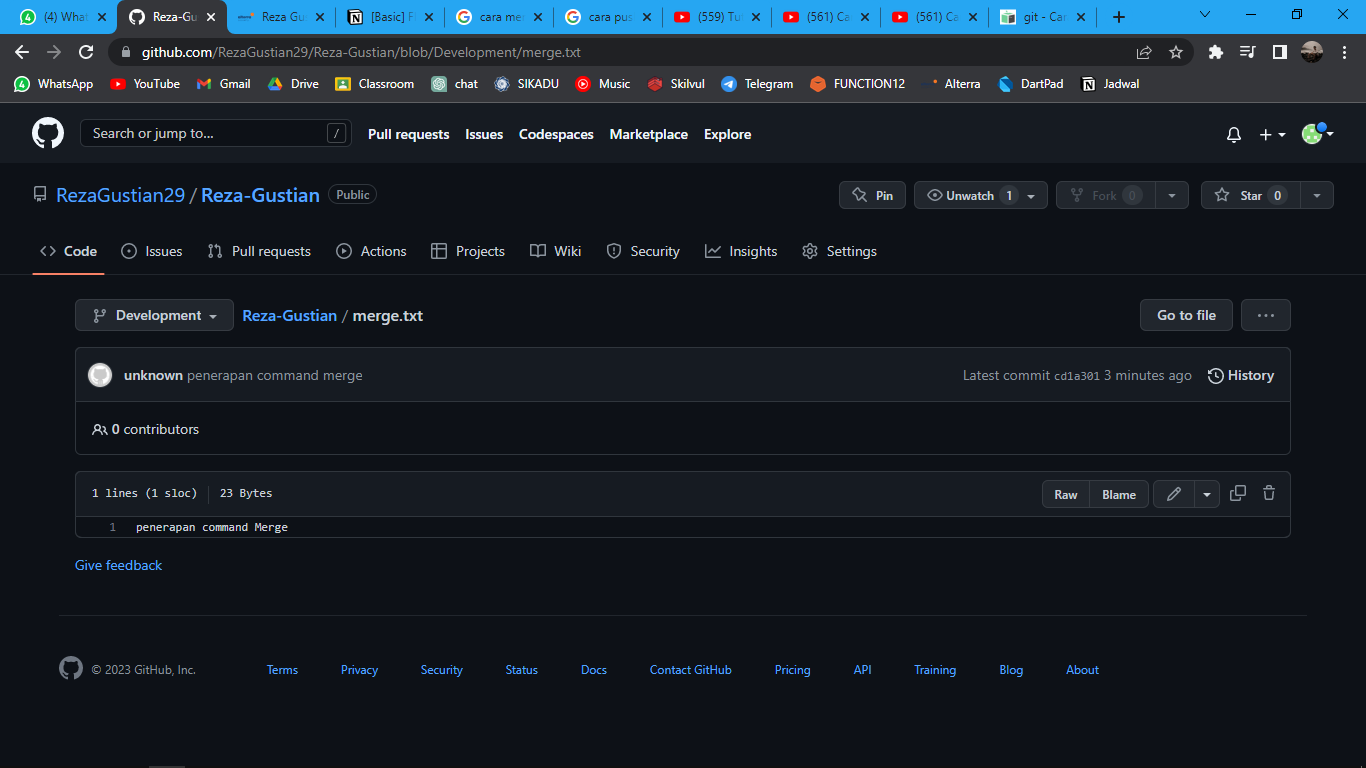 (4) What
Reza-Gu
Reza Gu
[Basic] Fi
cara me
cara pus
(559) Tu
(561) Ca
(561) Ca
git - Car
github.com/RezaGustian29/Reza-Gustian/blob/Development/merge.txt
4 WhatsApp YouTube Gmail Drive Classroom chat SIKADU Music Skilvul Telegram FUNCTION12 Alterra DartPad Jadwal
Search or jump to... / Pull requests Issues Codespaces Marketplace Explore
RezaGustian29 / Reza-Gustian Public Pin Unwatch 1 Fork 0 Star 0
Code Issues Pull requests Actions Projects Wiki Security Insights Settings
Development Reza-Gustian / merge.txt Go to file ...
unknown penerapan command merge Latest commit cd1a301 3 minutes ago History
0 contributors
1 lines (1 sloc) 23 Bytes Raw Blame
1 penerapan command Merge
Give feedback
© 2023 GitHub, Inc. Terms Privacy Security Status Docs Contact GitHub Pricing API Training Blog About